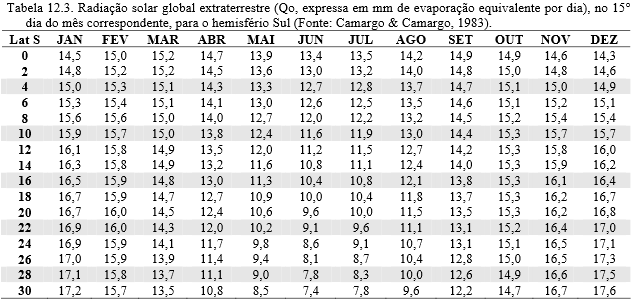 Tabela 12.3. Radiação solar global extraterrestre (Qo, expressa em mm de evaporação equivalente por dia), no 15°
dia do mês correspondente, para o hemisfério Sul (Fonte: Camargo & Camargo, 1983).
Lat S JAN FEV MAR ABR MAI JUN JUL AGO SET OUT NOV DEZ
0 14,5 15,0 15,2 14,7 13,9 13,4 13,5 14,2 14,9 14,9 14,6 14,3
2 14,8 15,2 15,2 14,5 13,6 13,0 13,2 14,0 14,8 15,0 14,8 14,6
4 15,0 15,3 15,1 14,3 13,3 12,7 12,8 13,7 14,7 15,1 15,0 14,9
6 15,3 15,4 15,1 14,1 13,0 12,6 12,5 13,5 14,6 15,1 15,2 15,1
8 15,6 15,6 15,0 14,0 12,7 12,0 12,2 13,2 14,5 15,2 15,4 15,4
10 15,9 15,7 15,0 13,8 12,4 11,6 11,9 13,0 14,4 15,3 15,7 15,7
12 16,1 15,8 14,9 13,5 12,0 11,2 11,5 12,7 14,2 15,3 15,8 16,0
14 16,3 15,8 14,9 13,2 11,6 10,8 11,1 12,4 14,0 15,3 15,9 16,2
16 16,5 15,9 14,8 13,0 11,3 10,4 10,8 12,1 13,8 15,3 16,1 16,4
18 16,7 15,9 14,7 12,7 10,9 10,0 10,4 11,8 13,7 15,3 16,2 16,7
20 16,7 16,0 14,5 12,4 10,6 9,6 10,0 11,5 13,5 15,3 16,2 16,8
22 16,9 16,0 14,3 12,0 10,2 9,1 9,6 11,1 13,1 15,2 16,4 17,0
24 16,9 15,9 14,1 11,7 9,8 8,6 9,1 10,7 13,1 15,1 16,5 17,1
26 17,0 15,9 13,9 11,4 9,4 8,1 8,7 10,4 12,8 15,0 16,5 17,3
28 17,1 15,8 13,7 11,1 9,0 7,8 8,3 10,0 12,6 14,9 16,6 17,5
30 17,2 15,7 13,5 10,8 8,5 7,4 7,8 9,6 12,2 14,7 16,7 17,6